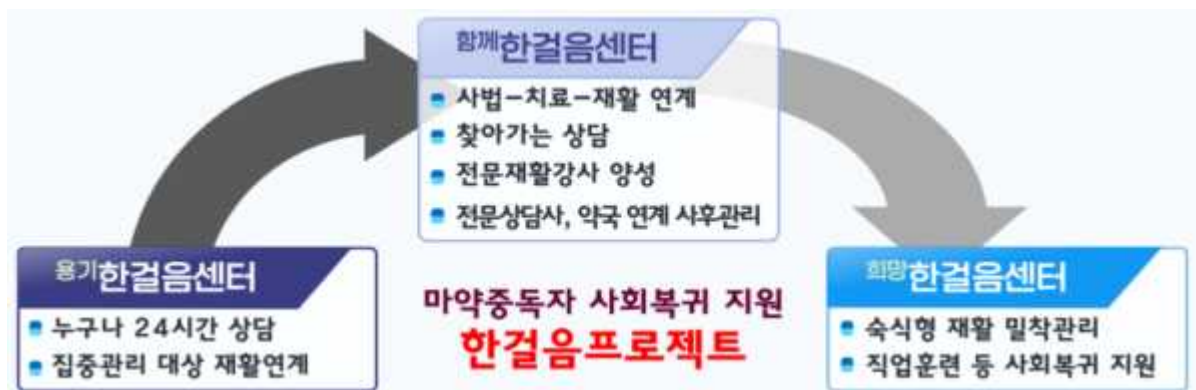 함께한걸음센터
사법-치료-재활 연계
찾아가는 상담
전문재활강사 양성
전문상담사, 약국 연계 사후관리
용기한걸음센터
누구나 24시간 상담
집중관리 대상 재활연계
마약중독자 사회복귀 지원
한걸음프로젝트
희망한걸음센터
숙식형 재활 밀착관리
직업훈련 등 사회복귀 지원